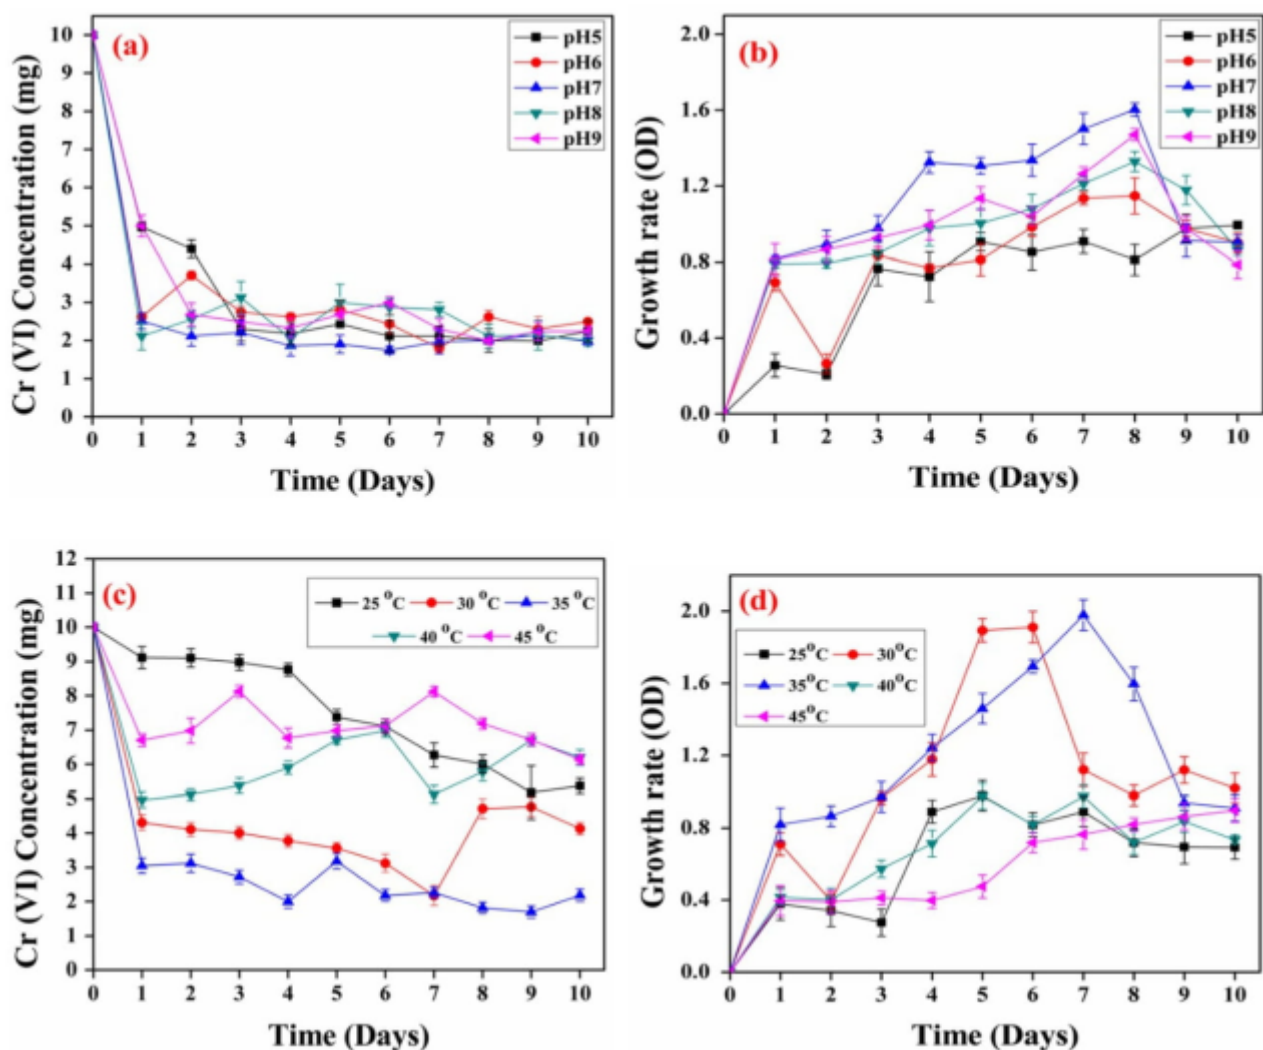 (a)
pH5
pH6
pH7
pH8
pH9
Cr (VI) Concentration (mg)
10
9
8
7
6
5
4
3
2
1
0
0 1 2 3 4 5 6 7 8 9 10
Time (Days)
(b)
pH5
pH6
pH7
pH8
pH9
Growth rate (OD)
2.0
1.6
1.2
0.8
0.4
0.0
0 1 2 3 4 5 6 7 8 9 10
Time (Days)
(c)
25 °C 30 °C 35 °C
40 °C 45 °C
Cr (VI) Concentration (mg)
12
11
10
9
8
7
6
5
4
3
2
1
0
0 1 2 3 4 5 6 7 8 9 10
Time (Days)
(d)
25°C 30°C
35°C 40°C
45°C
Growth rate (OD)
2.0
1.6
1.2
0.8
0.4
0.0
0 1 2 3 4 5 6 7 8 9 10
Time (Days)